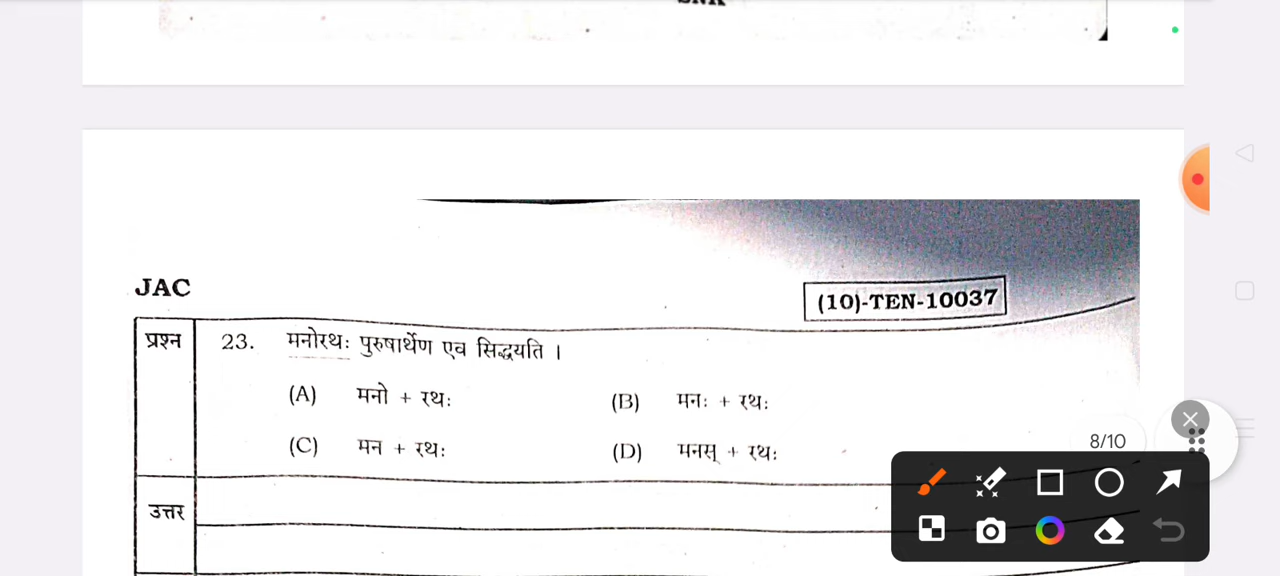 JAC
(10)-TEN-10037
प्रश्न 23. मनोरथः पुरुषार्थेण एव सिद्धयति ।
(A) मनो + रथः (B) मनः + रथः
(C) मन + रथः (D) मनस् + रथः
8/10
उत्तर